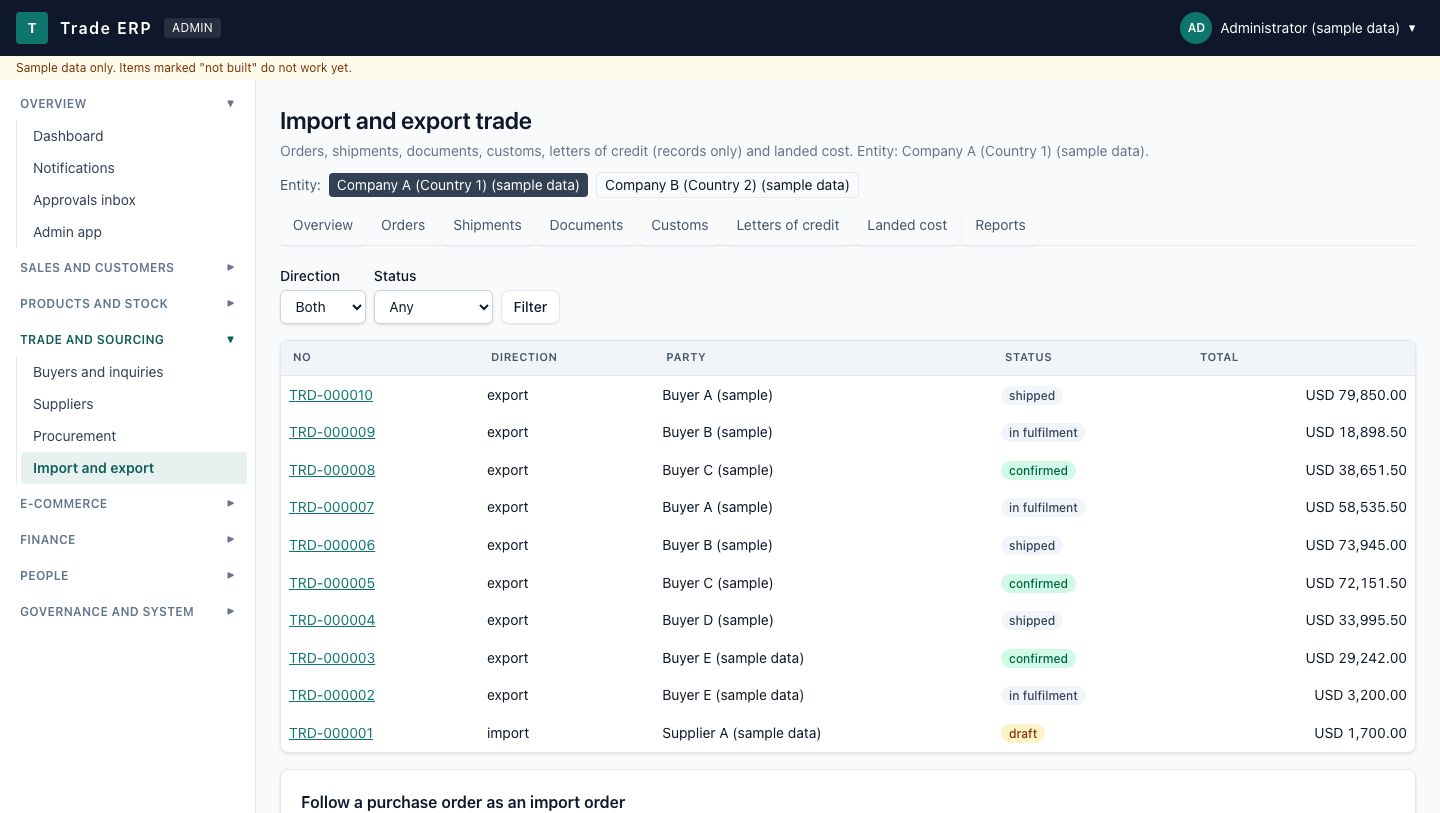 T Trade ERP ADMIN AD Administrator (sample data) ▼
Sample data only. Items marked "not built" do not work yet.
OVERVIEW ▼
Dashboard
Notifications
Approvals inbox
Admin app
SALES AND CUSTOMERS ►
PRODUCTS AND STOCK ►
TRADE AND SOURCING ▼
Buyers and inquiries
Suppliers
Procurement
Import and export
E-COMMERCE ►
FINANCE ►
PEOPLE ►
GOVERNANCE AND SYSTEM ►
Import and export trade
Orders, shipments, documents, customs, letters of credit (records only) and landed cost. Entity: Company A (Country 1) (sample data).
Entity: Company A (Country 1) (sample data) Company B (Country 2) (sample data)
Overview Orders Shipments Documents Customs Letters of credit Landed cost Reports
Direction Status
Both Any Filter
NO DIRECTION PARTY STATUS TOTAL
TRD-000010 export Buyer A (sample) shipped USD 79,850.00
TRD-000009 export Buyer B (sample) in fulfilment USD 18,898.50
TRD-000008 export Buyer C (sample) confirmed USD 38,651.50
TRD-000007 export Buyer A (sample) in fulfilment USD 58,535.50
TRD-000006 export Buyer B (sample) shipped USD 73,945.00
TRD-000005 export Buyer C (sample) confirmed USD 72,151.50
TRD-000004 export Buyer D (sample) shipped USD 33,995.50
TRD-000003 export Buyer E (sample data) confirmed USD 29,242.00
TRD-000002 export Buyer E (sample data) in fulfilment USD 3,200.00
TRD-000001 import Supplier A (sample data) draft USD 1,700.00
Follow a purchase order as an import order